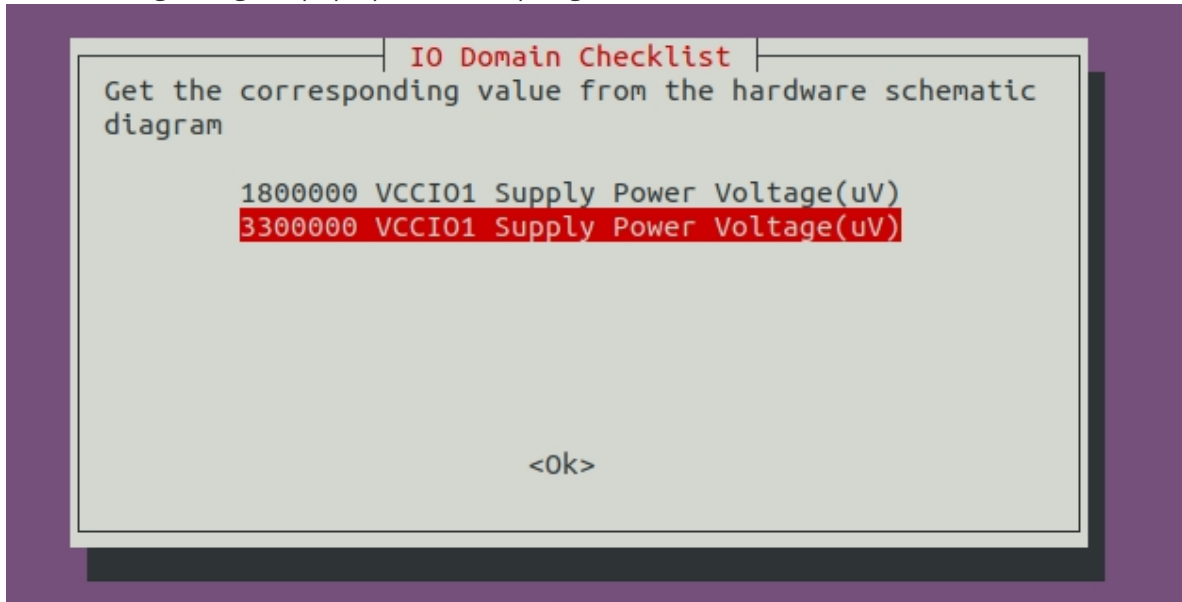 IO Domain Checklist
Get the corresponding value from the hardware schematic
diagram
1800000 VCCIO1 Supply Power Voltage(uV)
3300000 VCCIO1 Supply Power Voltage(uV)
<Ok>